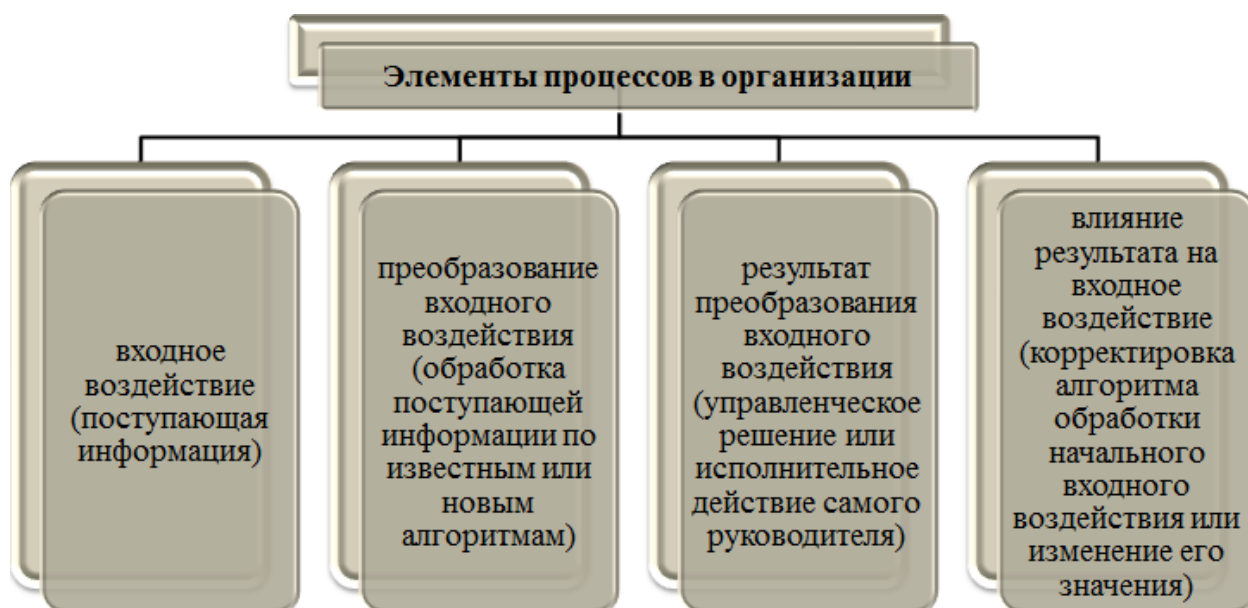 Элементы процессов в организации
входное
воздействие
(поступающая
информация)
преобразование
входного
воздействия
(обработка
поступающей
информации по
известным или
новым
алгоритмам)
результат
преобразования
входного
воздействия
(управленческое
решение или
исполнительное
действие самого
руководителя)
влияние
результата на
входное
воздействие
(корректировка
алгоритма
обработки
начального
входного
воздействия или
изменение его
значения)